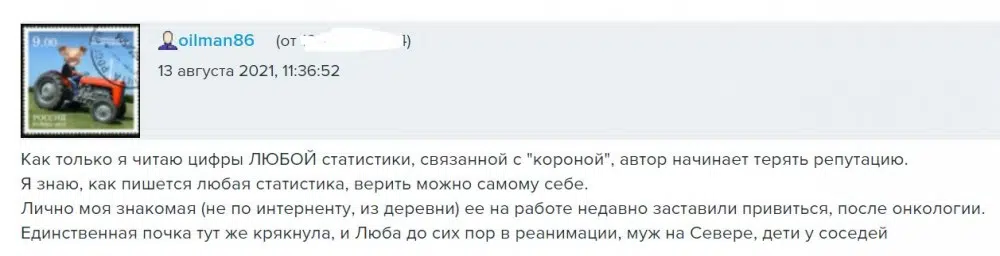 9.00
РОССИЯ
oilman86 (от 4)
13 августа 2021, 11:36:52
Как только я читаю цифры ЛЮБОЙ статистики, связанной с "короной", автор начинает терять репутацию.
Я знаю, как пишется любая статистика, верить можно самому себе.
Лично моя знакомая (не по интерненту, из деревни) ее на работе недавно заставили привиться, после онкологии.
Единственная почка тут же крякнула, и Люба до сих пор в реанимации, муж на Севере, дети у соседей